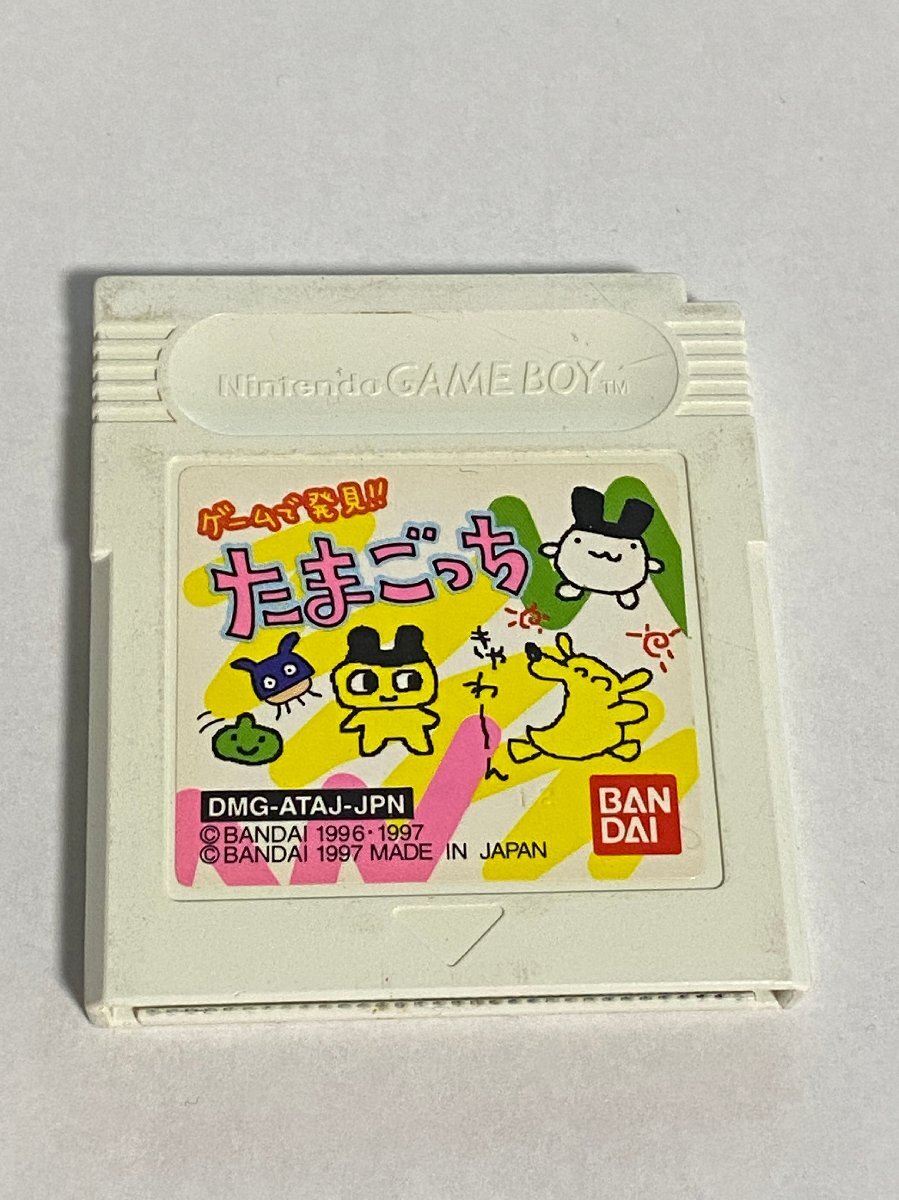 Nintendo GAME BOY TM
ゲームで発見!!
たまごっち
きゃわーん
DMG-ATAJ-JPN
©BANDAI 1996・1997
©BANDAI 1997 MADE IN JAPAN
BAN
DAI